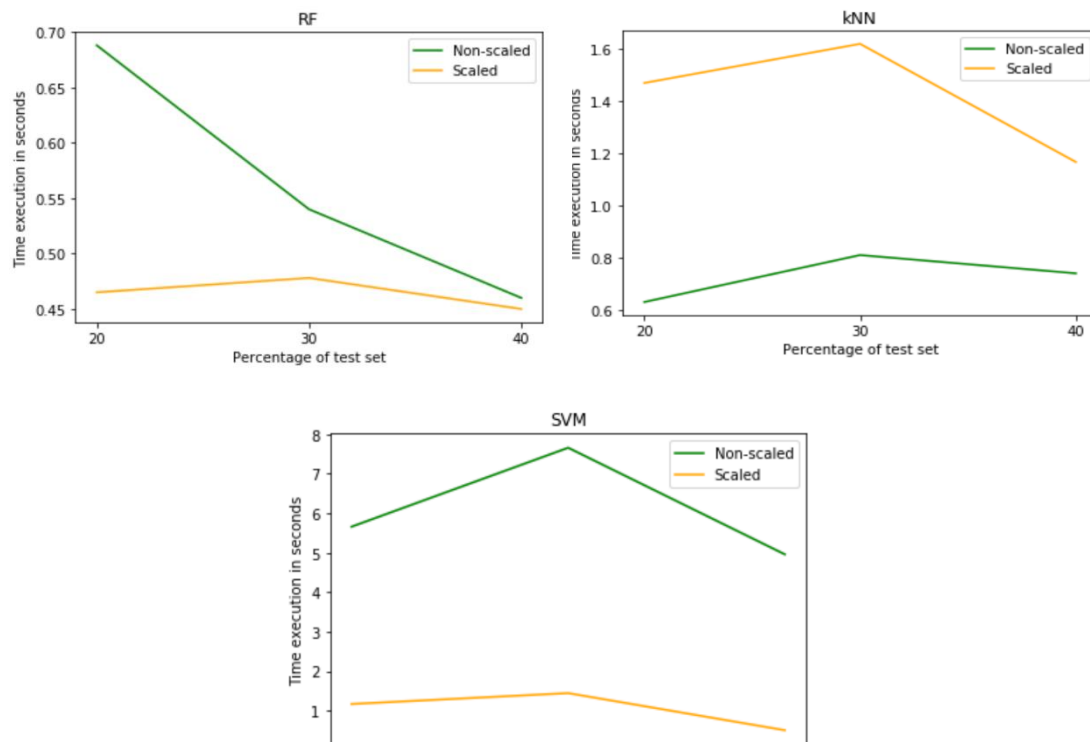 RF
0.70
0.65
0.60
0.55
0.50
0.45
Time execution in seconds
Non-scaled
Scaled
20
30
40
Percentage of test set
kNN
1.6
1.4
1.2
1.0
0.8
0.6
Time execution in seconds
Non-scaled
Scaled
20
30
40
Percentage of test set
SVM
8
7
6
5
4
3
2
1
Time execution in seconds
Non-scaled
Scaled